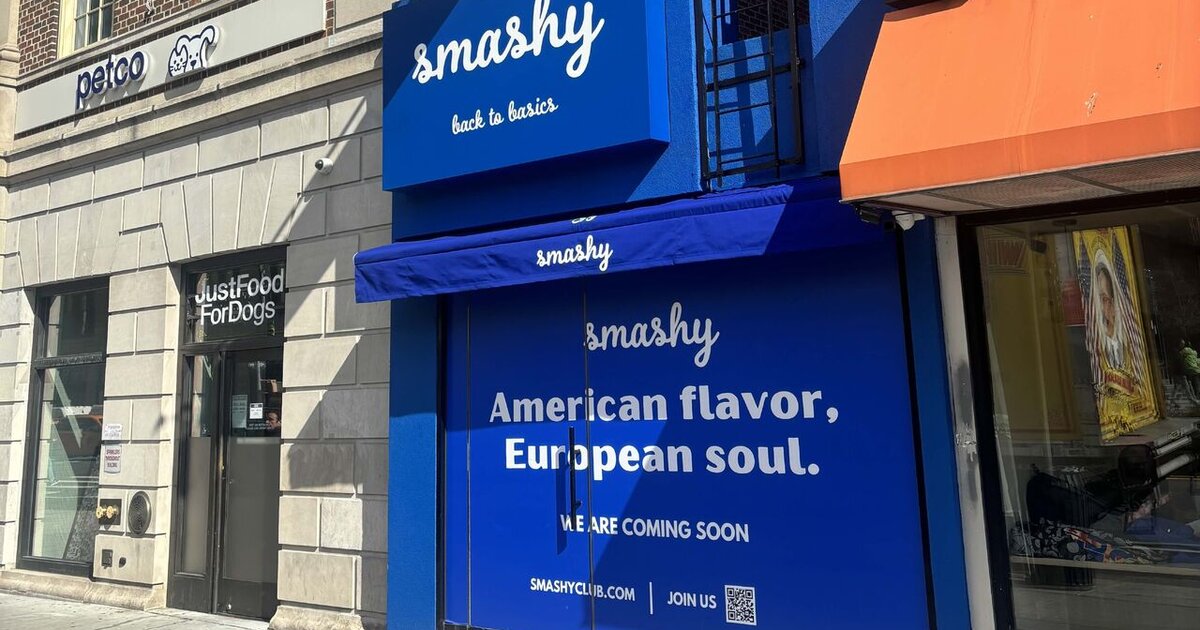 petco
JustFood
ForDogs
smashy
back to basics
smashy
smashy
American flavor,
European soul.
WE ARE COMING SOON
SMASHYCLUB.COM | JOIN US